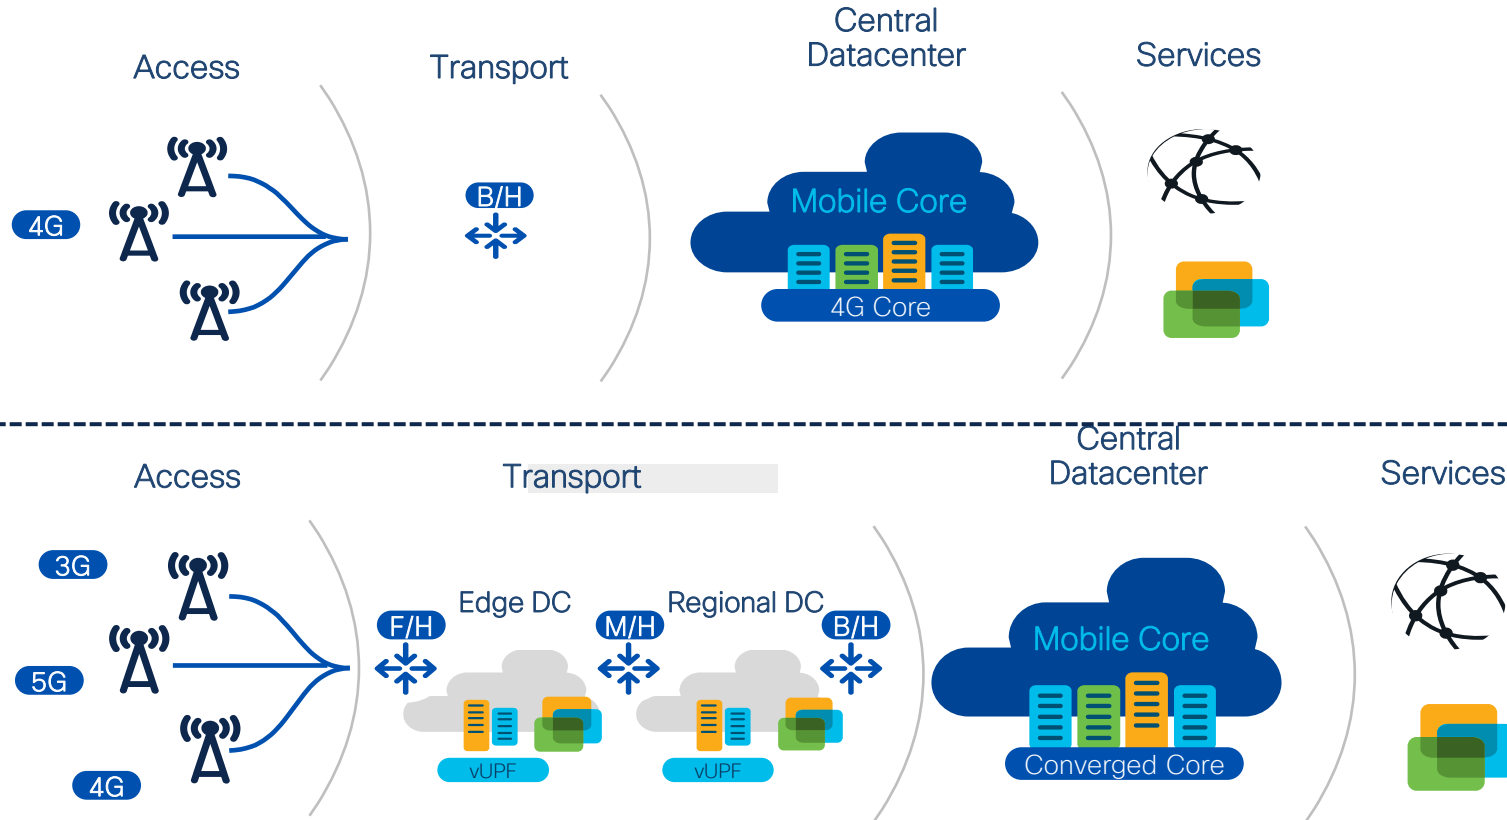 Access
Transport
Central
Datacenter
Services
4G
B/H
Mobile Core
4G Core
Access
Transport
Central
Datacenter
Services
3G
5G
4G
F/H
Edge DC
M/H
Regional DC
B/H
vUPF
vUPF
Mobile Core
Converged Core